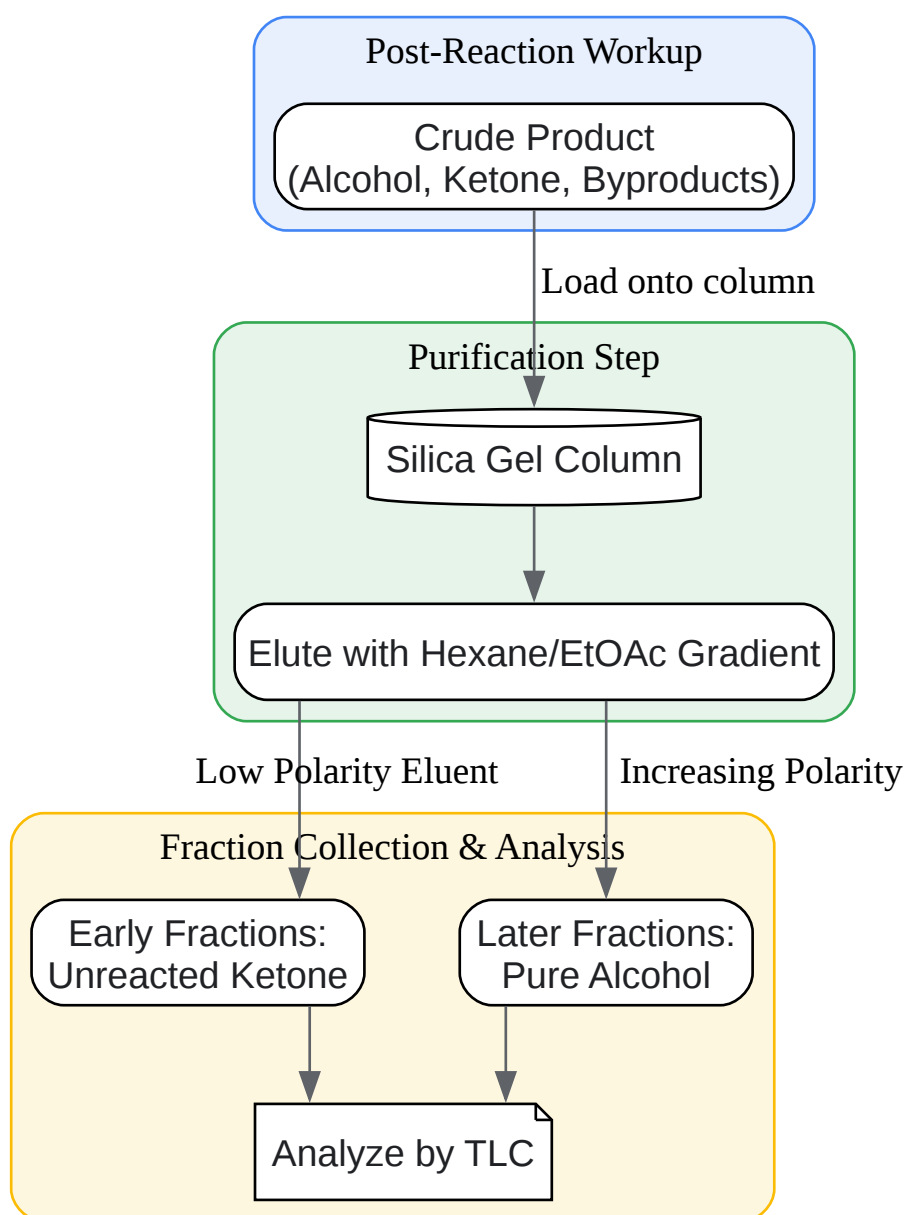 Post-Reaction Workup
Crude Product
(Alcohol, Ketone, Byproducts)
Load onto column
Purification Step
Silica Gel Column
Elute with Hexane/EtOAc Gradient
Low Polarity Eluent
Increasing Polarity
Fraction Collection & Analysis
Early Fractions:
Unreacted Ketone
Later Fractions:
Pure Alcohol
Analyze by TLC